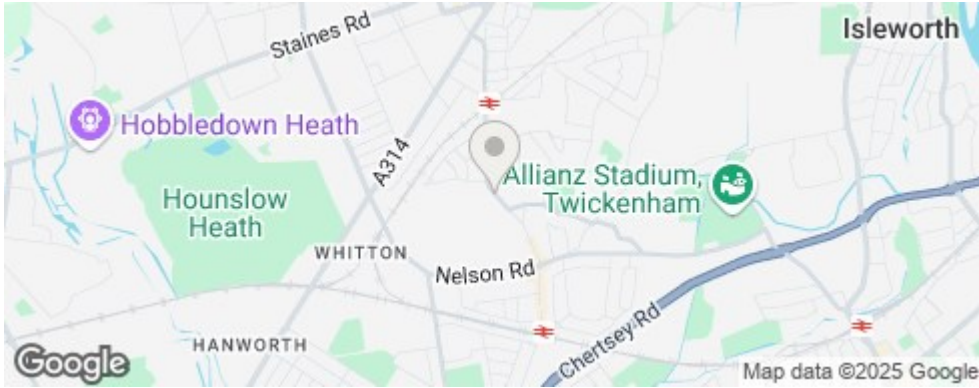 Isleworth
Staines Rd
Hobbledown Heath
A314
Allianz Stadium,
Twickenham
Hounslow
Heath
WHITTON
Nelson Rd
Chertsey Rd
HANWORTH
Google
Map data ©2025 Google